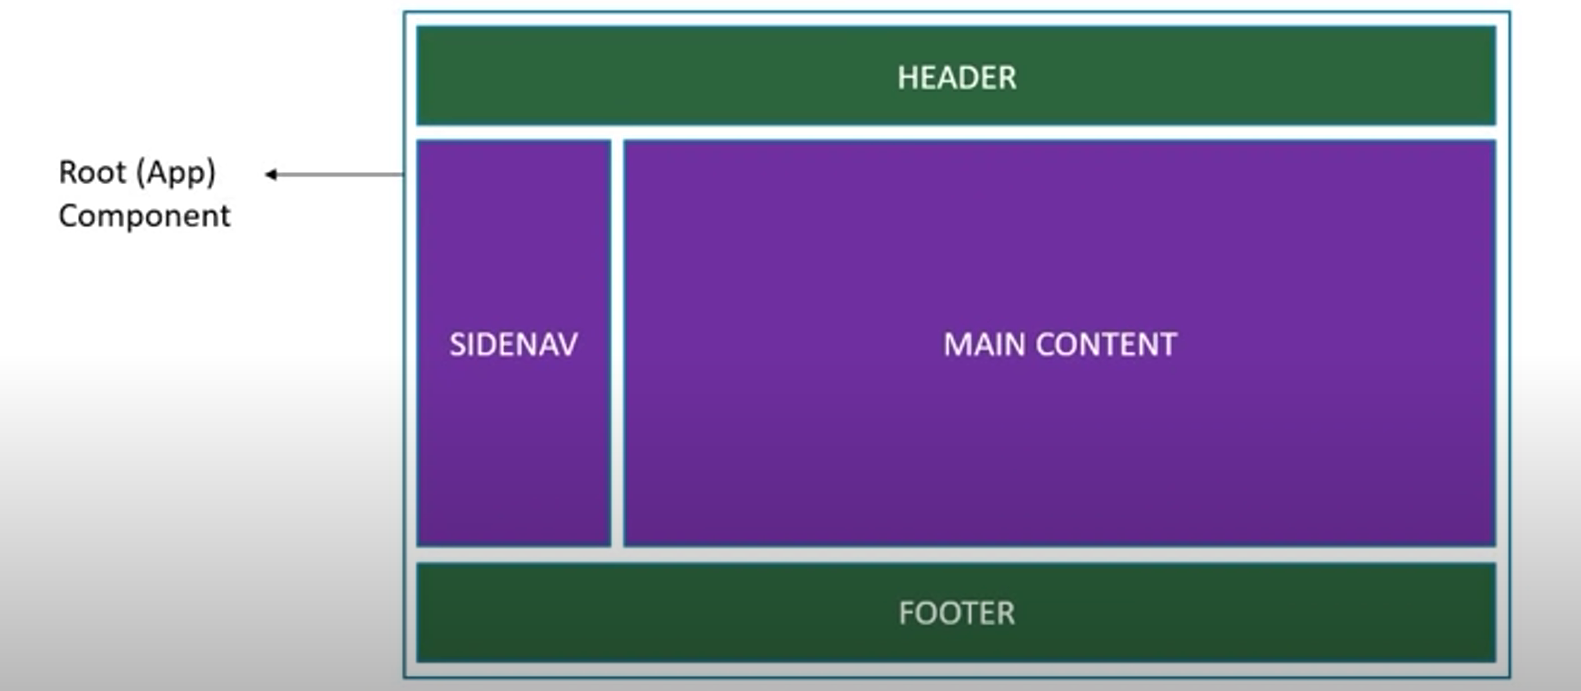 HEADER
Root (App)
Component
SIDENAV
MAIN CONTENT
FOOTER